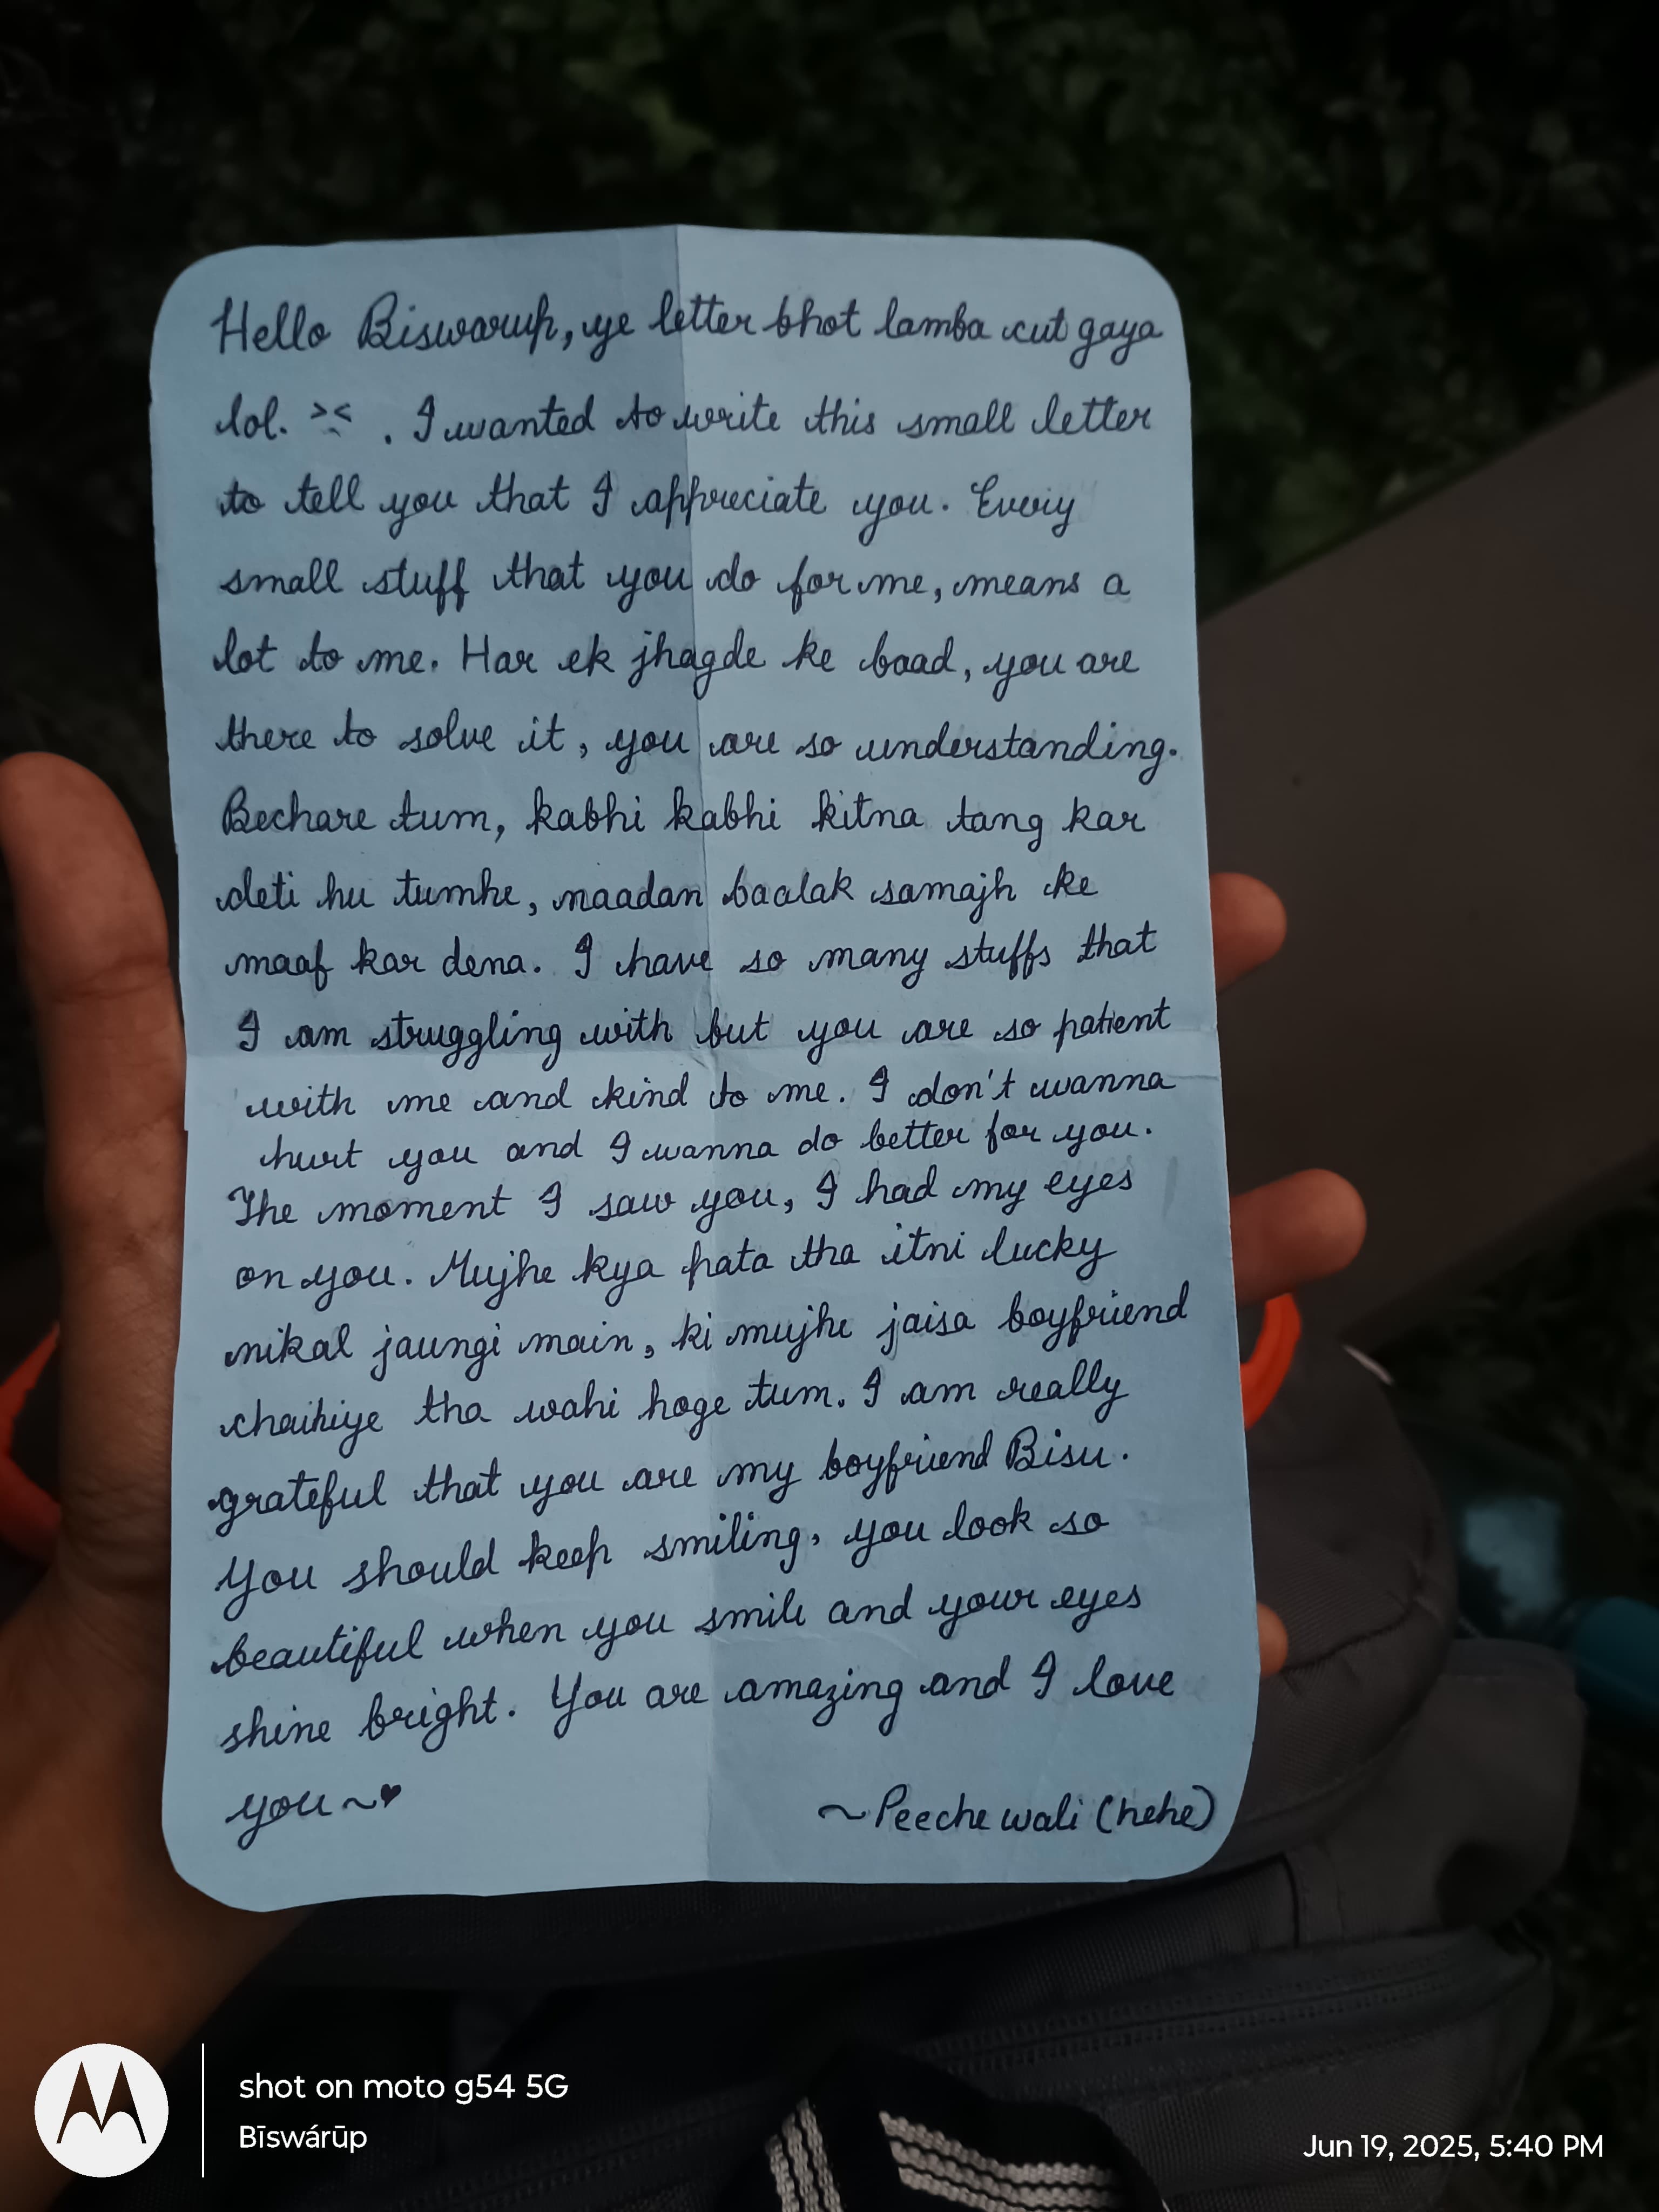 Hello Biswarup, ye letter bhot lamba cut gaya
lol. >< . I wanted to write this small letter
to tell you that I appreciate you. Every
small stuff that you do for me, means a
lot to me. Har ek jhagde ke baad, you are
there to solve it, you are so understanding.
Bechare tum, kabhi kabhi kitna tang kar
deti hu tumhe, naadan baalak samajh ke
maaf kar dena. I have so many stuffs that
I am struggling with but you are so patient
with me and kind to me. I don't wanna
hurt you and I wanna do better for you.
The moment I saw you, I had my eyes
on you. Mujhe kya pata tha itni lucky
nikal jaungi main, ki mujhe jaisa boyfriend
chaihiye tha wahi hoge tum. I am really
grateful that you are my boyfriend Bisu.
You should keep smiling, you look so
beautiful when you smile and your eyes
shine bright. You are amazing and I love
you~♥
~Peeche wali (hehe)
shot on moto g54 5G
Bīswárūp
Jun 19, 2025, 5:40 PM